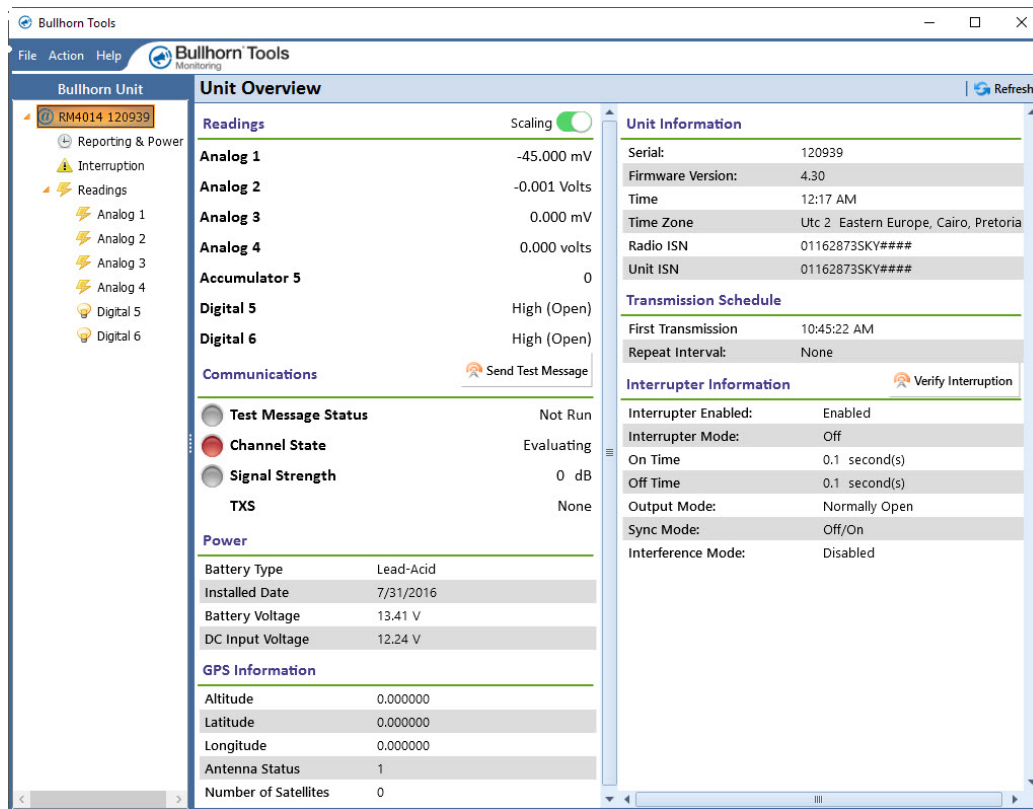 Bullhorn Tools
File Action Help
Bullhorn Tools
Monitoring
Bullhorn Unit
RM4014 120939
Reporting & Power
Interruption
Readings
Analog 1
Analog 2
Analog 3
Analog 4
Digital 5
Digital 6
Unit Overview
Refresh
Readings Scaling
Analog 1 -45.000 mV
Analog 2 -0.001 Volts
Analog 3 0.000 mV
Analog 4 0.000 volts
Accumulator 5 0
Digital 5 High (Open)
Digital 6 High (Open)
Communications Send Test Message
Test Message Status Not Run
Channel State Evaluating
Signal Strength 0 dB
TXS None
Power
Battery Type Lead-Acid
Installed Date 7/31/2016
Battery Voltage 13.41 V
DC Input Voltage 12.24 V
GPS Information
Altitude 0.000000
Latitude 0.000000
Longitude 0.000000
Antenna Status 1
Number of Satellites 0
Unit Information
Serial: 120939
Firmware Version: 4.30
Time 12:17 AM
Time Zone Utc 2 Eastern Europe, Cairo, Pretoria
Radio ISN 01162873SKY####
Unit ISN 01162873SKY####
Transmission Schedule
First Transmission 10:45:22 AM
Repeat Interval: None
Interrupter Information Verify Interruption
Interrupter Enabled: Enabled
Interrupter Mode: Off
On Time 0.1 second(s)
Off Time 0.1 second(s)
Output Mode: Normally Open
Sync Mode: Off/On
Interference Mode: Disabled